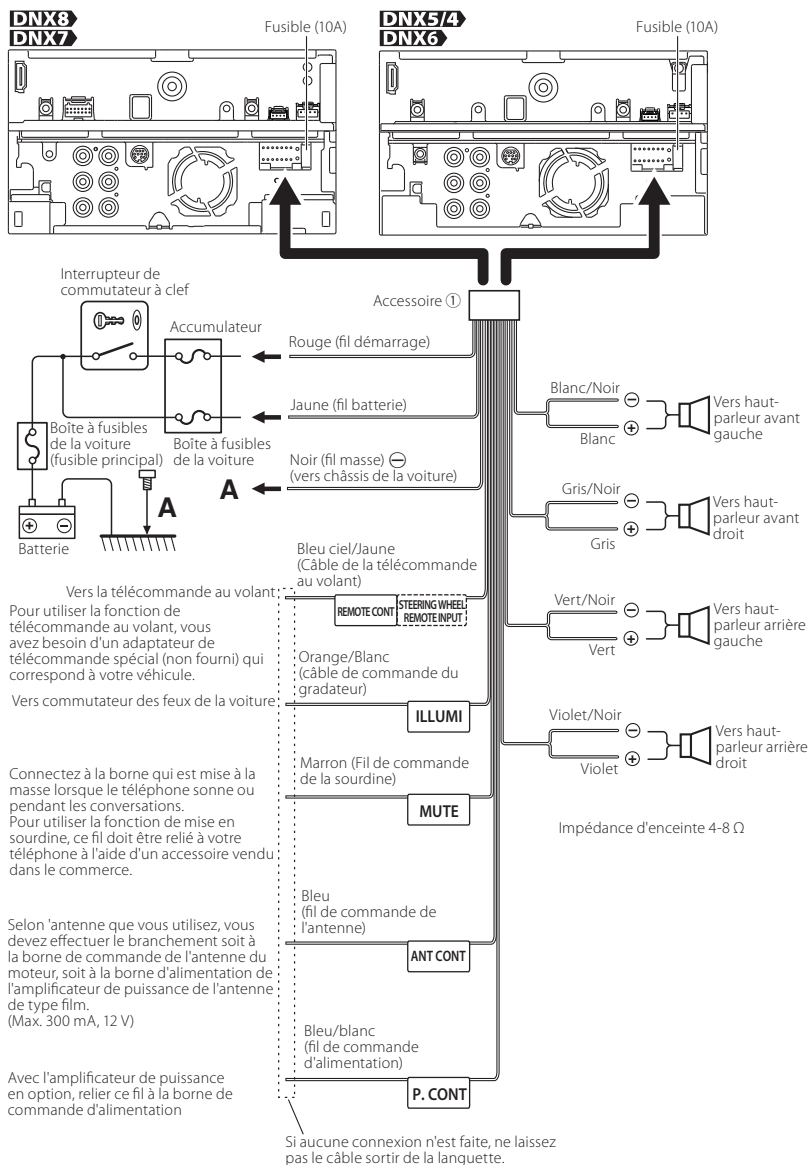 DNX8
DNX7
Fusible (10A)
DNX5/4
DNX6
Fusible (10A)
Interrupteur de
commutateur à clef
Accumulateur
Accessoire ①
Rouge (fil démarrage)
Jaune (fil batterie)
Boîte à fusibles
de la voiture
(fusible principal)
Boîte à fusibles
de la voiture
Noir (fil masse) ⊖
(vers châssis de la voiture)
A
A
⊕ ⊖
Batterie
Blanc/Noir
⊖
⊕
Blanc
Vers haut-
parleur avant
gauche
Gris/Noir
⊖
⊕
Gris
Vers haut-
parleur avant
droit
Vert/Noir
⊖
⊕
Vert
Vers haut-
parleur arrière
gauche
Violet/Noir
⊖
⊕
Violet
Vers haut-
parleur arrière
droit
Impédance d'enceinte 4-8 Ω
Bleu ciel/Jaune
(Câble de la télécommande
au volant)
REMOTE CONT
STEERING WHEEL
REMOTE INPUT
Vers la télécommande au volant
Pour utiliser la fonction de
télécommande au volant, vous
avez besoin d'un adaptateur de
télécommande spécial (non fourni) qui
correspond à votre véhicule.
Orange/Blanc
(câble de commande du
gradateur)
ILLUMI
Vers commutateur des feux de la voiture
Marron (Fil de commande
de la sourdine)
MUTE
Connectez à la borne qui est mise à la
masse lorsque le téléphone sonne ou
pendant les conversations.
Pour utiliser la fonction de mise en
sourdine, ce fil doit être relié à votre
téléphone à l'aide d'un accessoire vendu
dans le commerce.
Bleu
(fil de commande de
l'antenne)
ANT CONT
Selon 'antenne que vous utilisez, vous
devez effectuer le branchement soit à
la borne de commande de l'antenne du
moteur, soit à la borne d'alimentation de
l'amplificateur de puissance de l'antenne
de type film.
(Max. 300 mA, 12 V)
Bleu/blanc
(fil de commande
d'alimentation)
P. CONT
Avec l'amplificateur de puissance
en option, relier ce fil à la borne de
commande d'alimentation
Si aucune connexion n'est faite, ne laissez
pas le câble sortir de la languette.